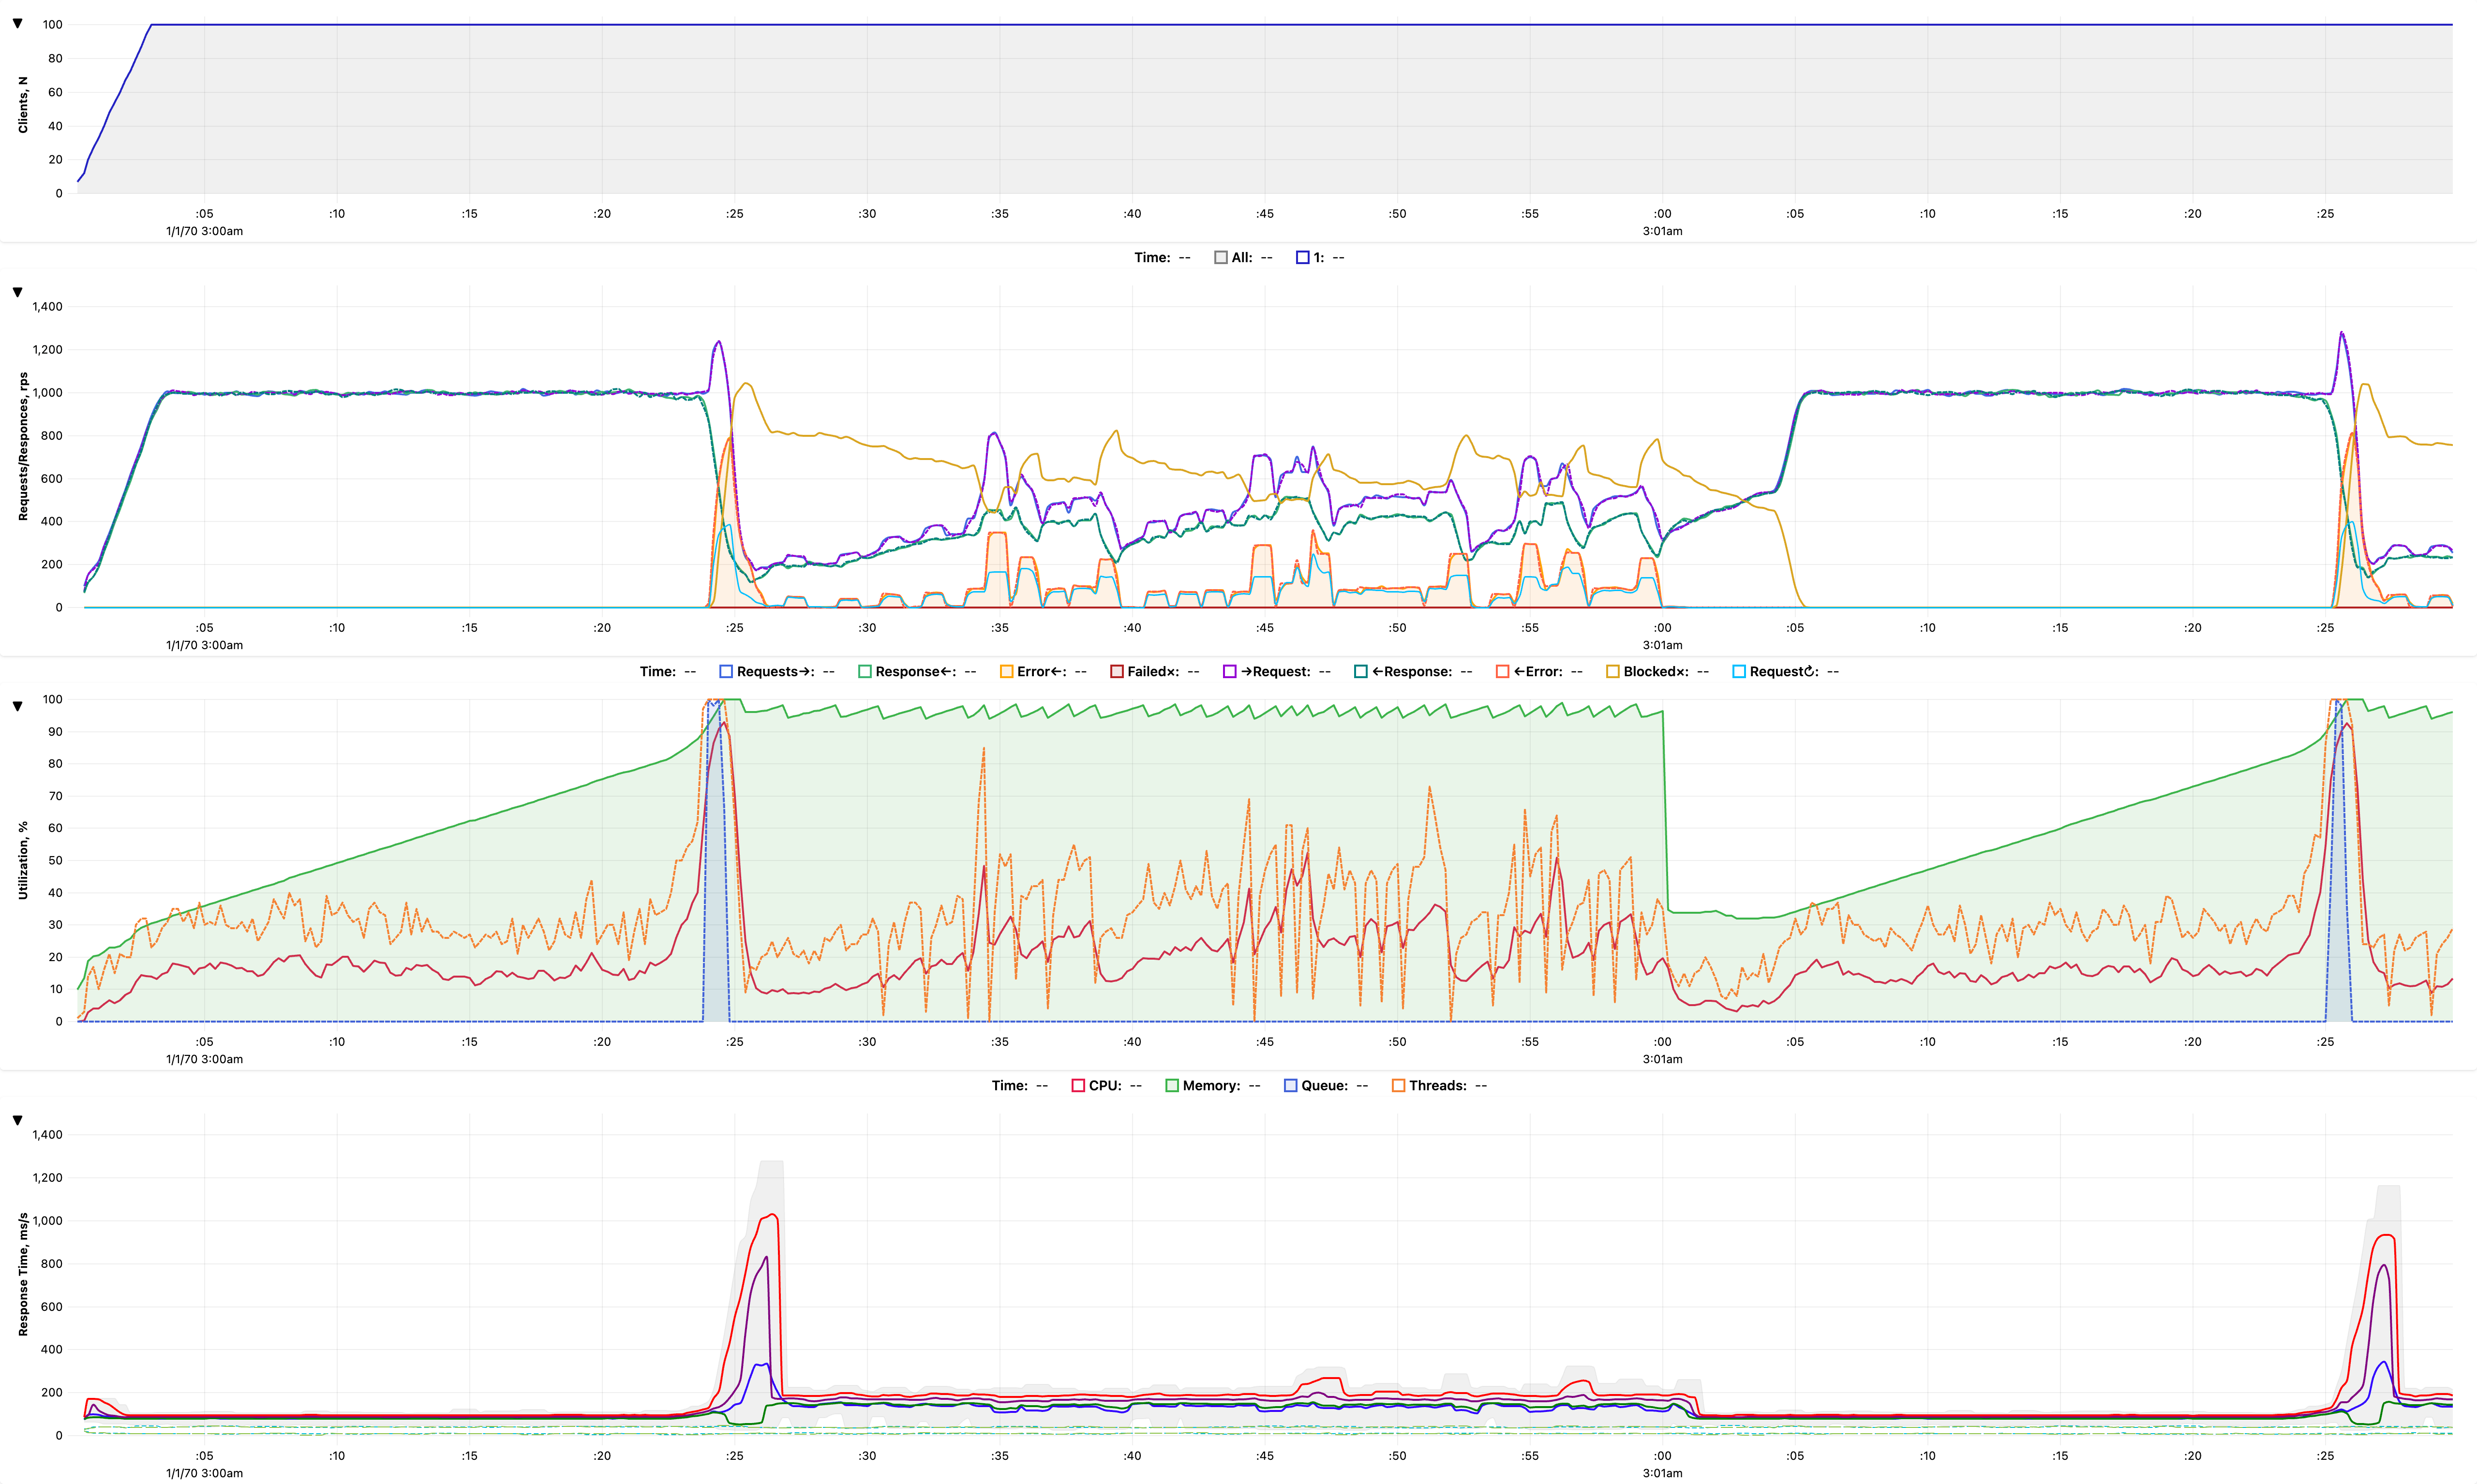 ▼
Clients, N
100
80
60
40
20
0
:05 :10 :15 :20 :25 :30 :35 :40 :45 :50 :55 :00 :05 :10 :15 :20 :25
1/1/70 3:00am 3:01am
Time: -- All: -- 1: --
▼
Requests/Responses, rps
1,400
1,200
1,000
800
600
400
200
0
:05 :10 :15 :20 :25 :30 :35 :40 :45 :50 :55 :00 :05 :10 :15 :20 :25
1/1/70 3:00am 3:01am
Time: -- Requests→: -- Response←: -- Error←: -- Failed×: -- →Request: -- ←Response: -- ←Error: -- Blocked×: -- Request↻: --
▼
Utilization, %
100
90
80
70
60
50
40
30
20
10
0
:05 :10 :15 :20 :25 :30 :35 :40 :45 :50 :55 :00 :05 :10 :15 :20 :25
1/1/70 3:00am 3:01am
Time: -- CPU: -- Memory: -- Queue: -- Threads: --
▼
Response Time, ms/s
1,400
1,200
1,000
800
600
400
200
0
:05 :10 :15 :20 :25 :30 :35 :40 :45 :50 :55 :00 :05 :10 :15 :20 :25
1/1/70 3:00am 3:01am